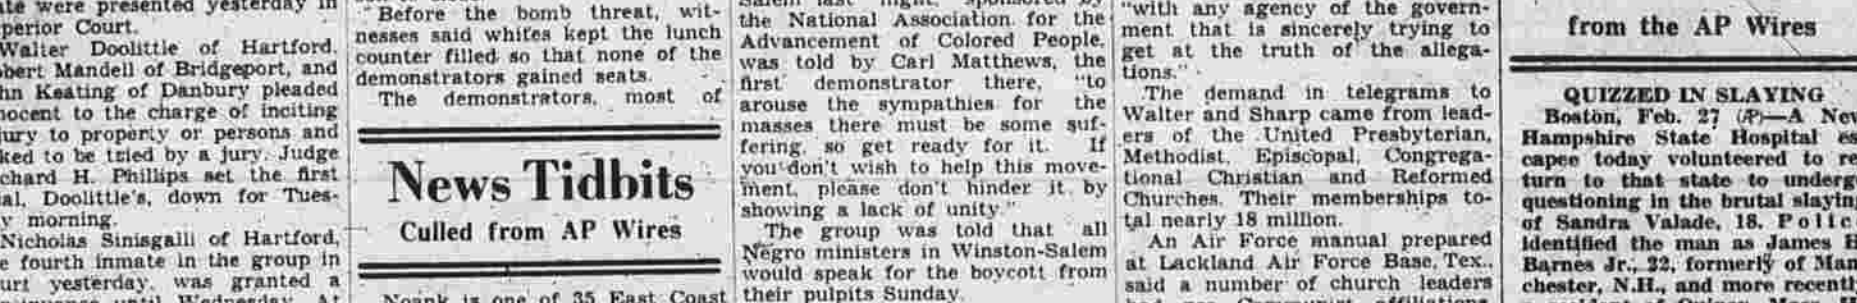 ate were presented yesterday in
perior Court.
Walter Doolittle of Hartford,
bert Mandell of Bridgeport, and
hn Keating of Danbury pleaded
nocent to the charge of inciting
jury to property or persons and
ked to be tried by a jury. Judge
chard H. Phillips set the first
al, Doolittle's, down for Tues-
y morning.
Nicholas Sinisgalli of Hartford,
e fourth inmate in the group in
urt yesterday, was granted a
Before the bomb threat, wit-
nesses said whites kept the lunch
counter filled so that none of the
demonstrators gained seats.
The demonstrators, most of
News Tidbits
Culled from AP Wires
Noank is one of 35 East Coast
the National Association for the
Advancement of Colored People,
was told by Carl Matthews, the
first demonstrator there, "to
arouse the sympathies for the
masses there must be some suf-
fering, so get ready for it. If
you don't wish to help this move-
ment, please don't hinder it by
showing a lack of unity."
The group was told that all
Negro ministers in Winston-Salem
would speak for the boycott from
their pulpits Sunday.
"with any agency of the govern-
ment that is sincerely trying to
get at the truth of the allega-
tions."
The demand in telegrams to
Walter and Sharp came from lead-
ers of the United Presbyterian,
Methodist, Episcopal, Congrega-
tional Christian and Reformed
Churches. Their memberships to-
tal nearly 18 million.
An Air Force manual prepared
at Lackland Air Force Base, Tex.,
said a number of church leaders
from the AP Wires
QUIZZED IN SLAYING
Boston, Feb. 27 (AP)—A New
Hampshire State Hospital es
capee today volunteered to re
turn to that state to underg
questioning in the brutal slaying
of Sandra Valade, 18. Polic
identified the man as James H
Barnes Jr., 22, formerly of Man
chester, N.H., and more recentl